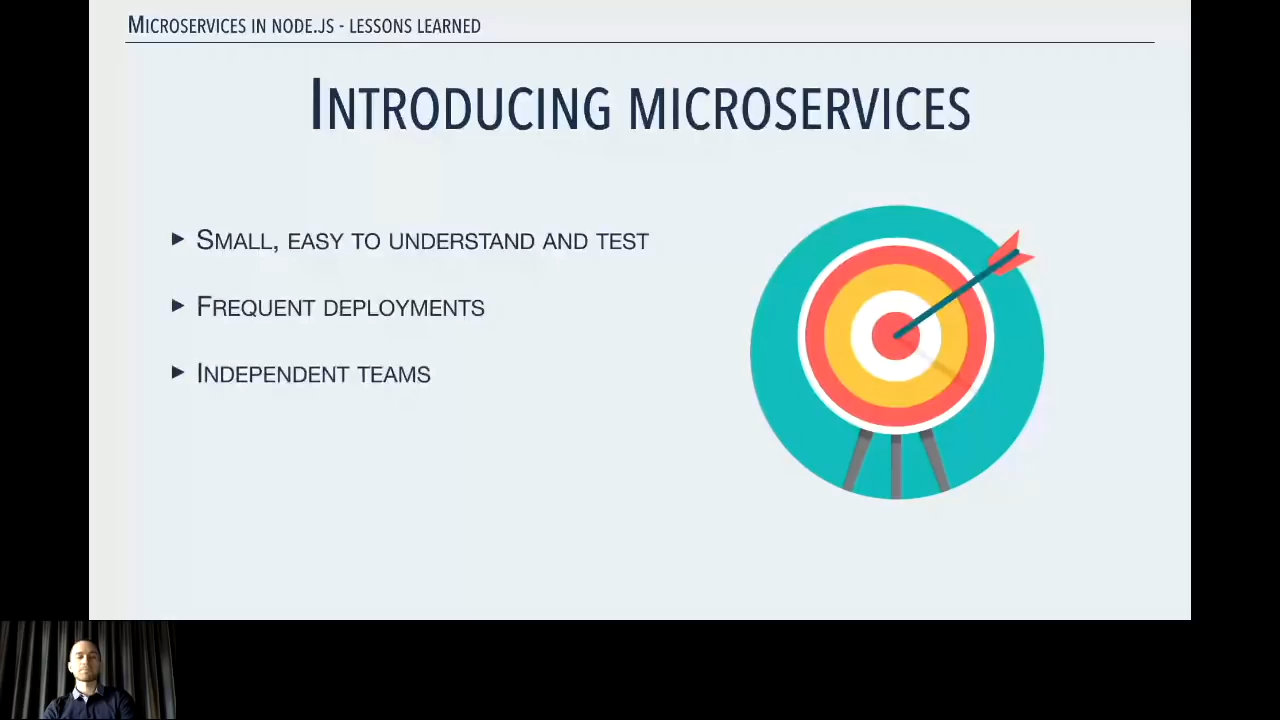 Microservices in node.js - lessons learned
Introducing microservices
Small, easy to understand and test
Frequent deployments
Independent teams